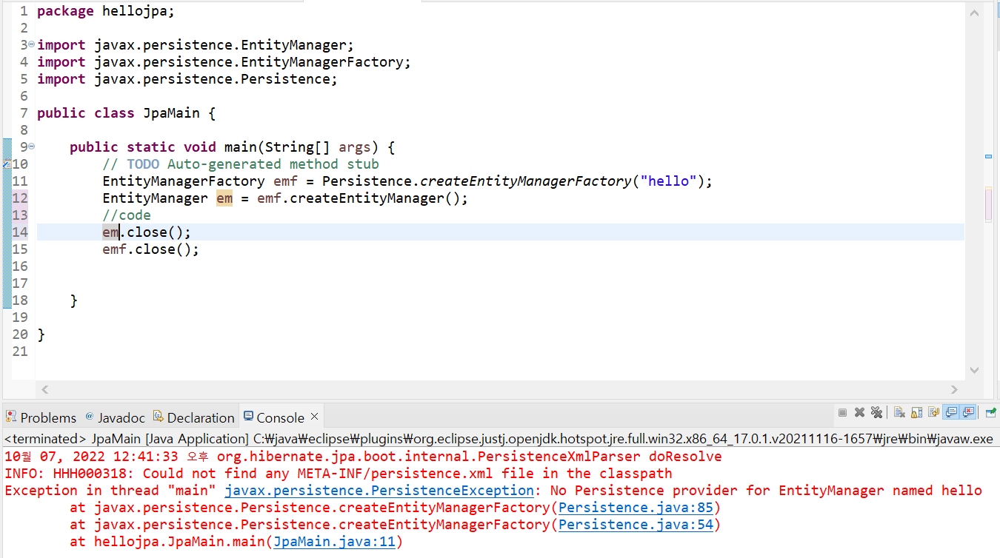 1 package hellojpa;
2
3 import javax.persistence.EntityManager;
4 import javax.persistence.EntityManagerFactory;
5 import javax.persistence.Persistence;
6
7 public class JpaMain {
8
9     public static void main(String[] args) {
10         // TODO Auto-generated method stub
11         EntityManagerFactory emf = Persistence.createEntityManagerFactory("hello");
12         EntityManager em = emf.createEntityManager();
13         //code
14         em.close();
15         emf.close();
16
17
18     }
19
20 }
21
Problems @ Javadoc Declaration Console
<terminated> JpaMain [Java Application] C:₩java₩eclipse₩plugins₩org.eclipse.justj.openjdk.hotspot.jre.full.win32.x86_64_17.0.1.v20211116-1657₩jre₩bin₩javaw.exe
10월 07, 2022 12:41:33 오후 org.hibernate.jpa.boot.internal.PersistenceXmlParser doResolve
INFO: HHH000318: Could not find any META-INF/persistence.xml file in the classpath
Exception in thread "main" javax.persistence.PersistenceException: No Persistence provider for EntityManager named hello
        at javax.persistence.Persistence.createEntityManagerFactory(Persistence.java:85)
        at javax.persistence.Persistence.createEntityManagerFactory(Persistence.java:54)
        at hellojpa.JpaMain.main(JpaMain.java:11)